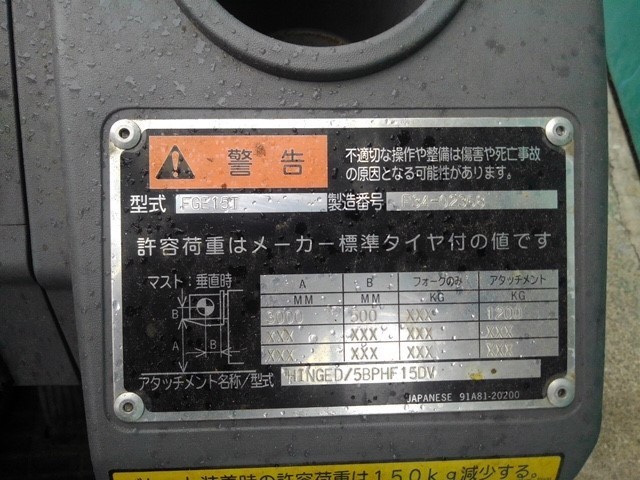 警告
不適切な操作や整備は傷害や死亡事故
の原因となる可能性があります。
型式 FGE15T 製造番号
許容荷重はメーカー標準タイヤ付の値です
マスト：垂直時
A B フォークのみ アタッチメント
MM MM KG KG
3000 500 XXX
XXX XXX XXX XXX
XXX XXX XXX XXX
B
B
A
アタッチメント名称/型式 HINGED/5BPHF15DV
JAPANESE 91A81-20200
装着時の許容荷重は150kg減少する。